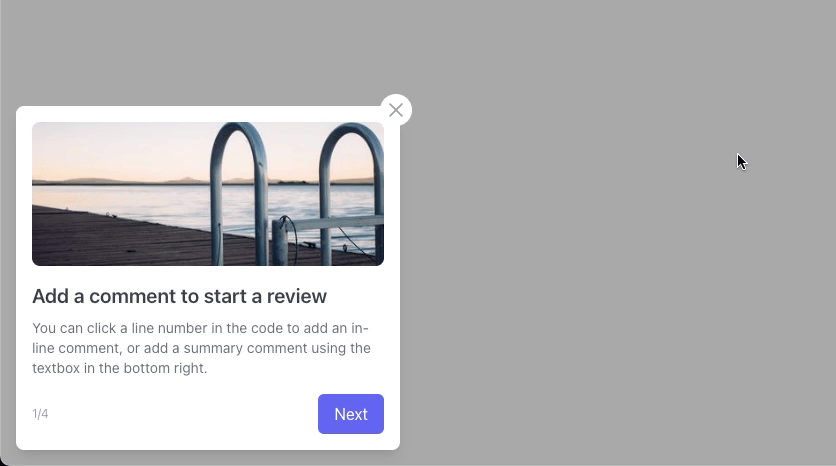 Add a comment to start a review
You can click a line number in the code to add an in-
line comment, or add a summary comment using the
textbox in the bottom right.
1/4
Next